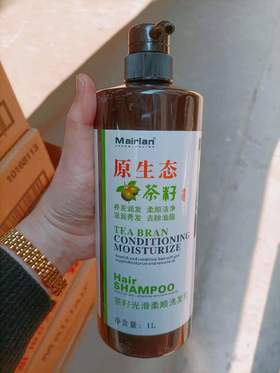 Mairlan
原生态
茶籽
养发润发 柔顺洁净
滋润秀发 去除油脂
TEA BRAN
CONDITIONING
MOISTURIZE
Hair
SHAMPOO
茶籽光滑柔顺洗发乳
净含量：1L